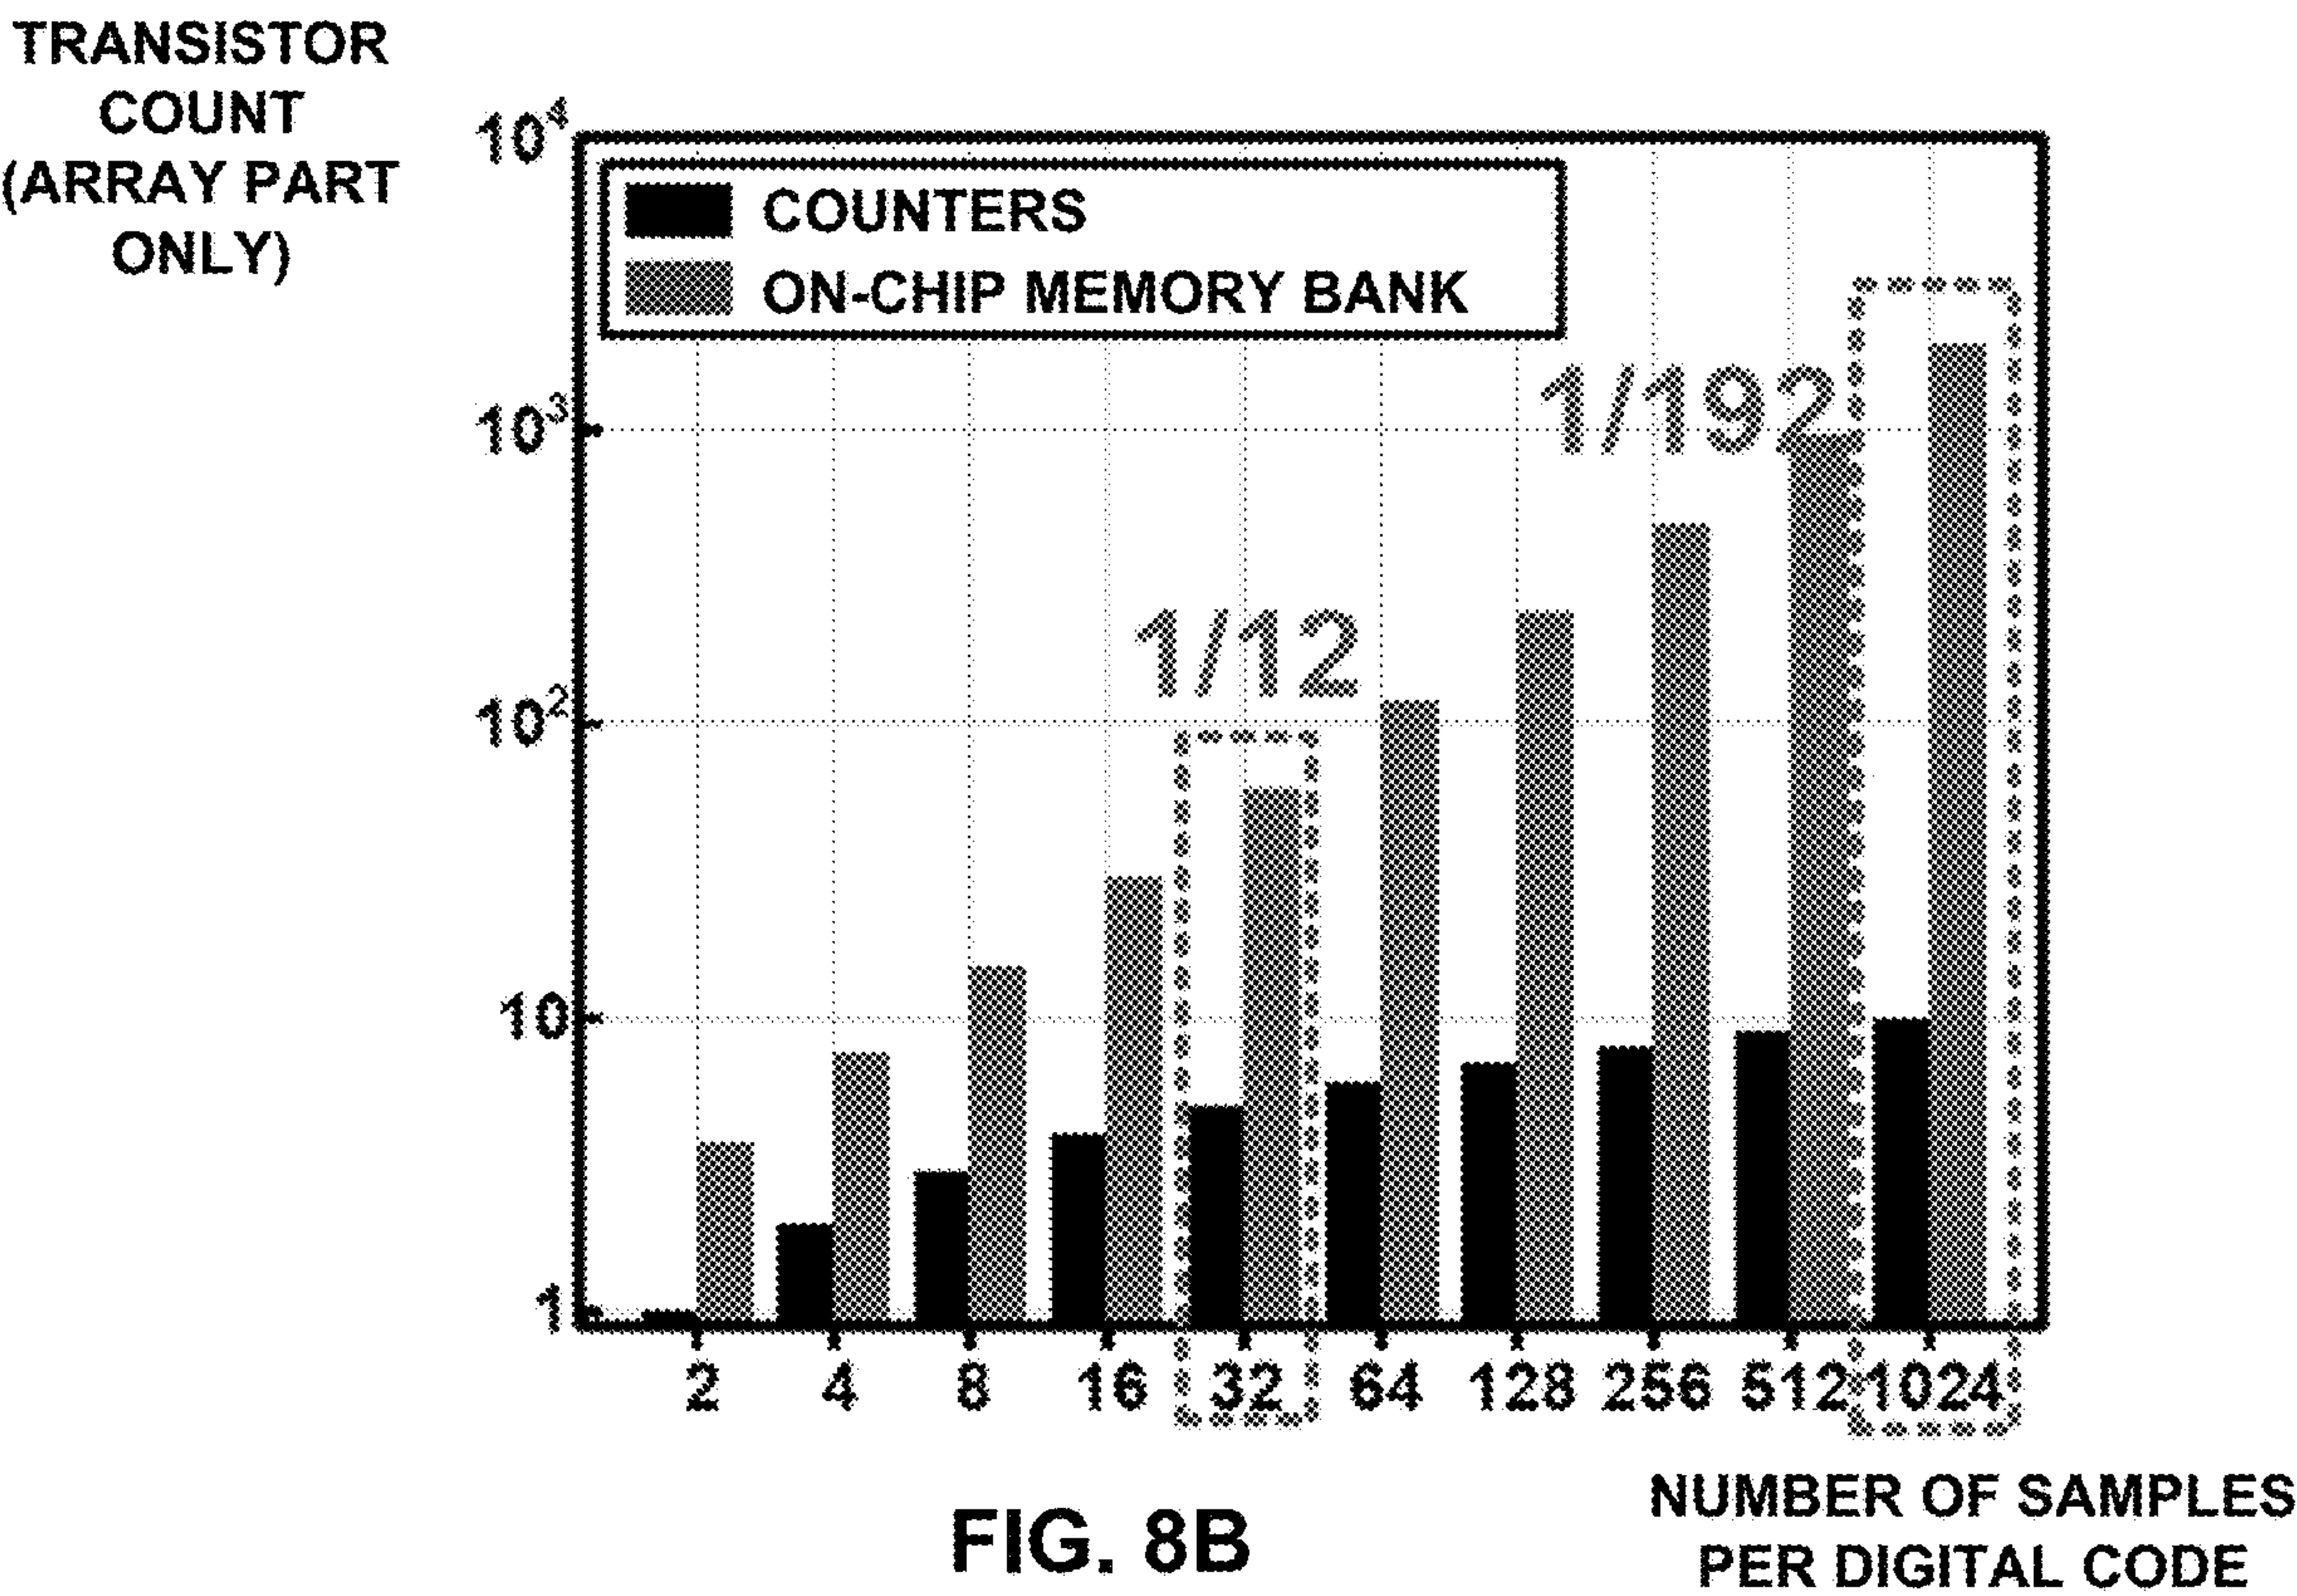 TRANSISTOR
COUNT
(ARRAY PART
ONLY)
10⁴
COUNTERS
ON-CHIP MEMORY BANK
10³
1/192
1/12
10²
10
1
2 4 8 16 32 64 128 256 512 1024
NUMBER OF SAMPLES
PER DIGITAL CODE
FIG. 8B